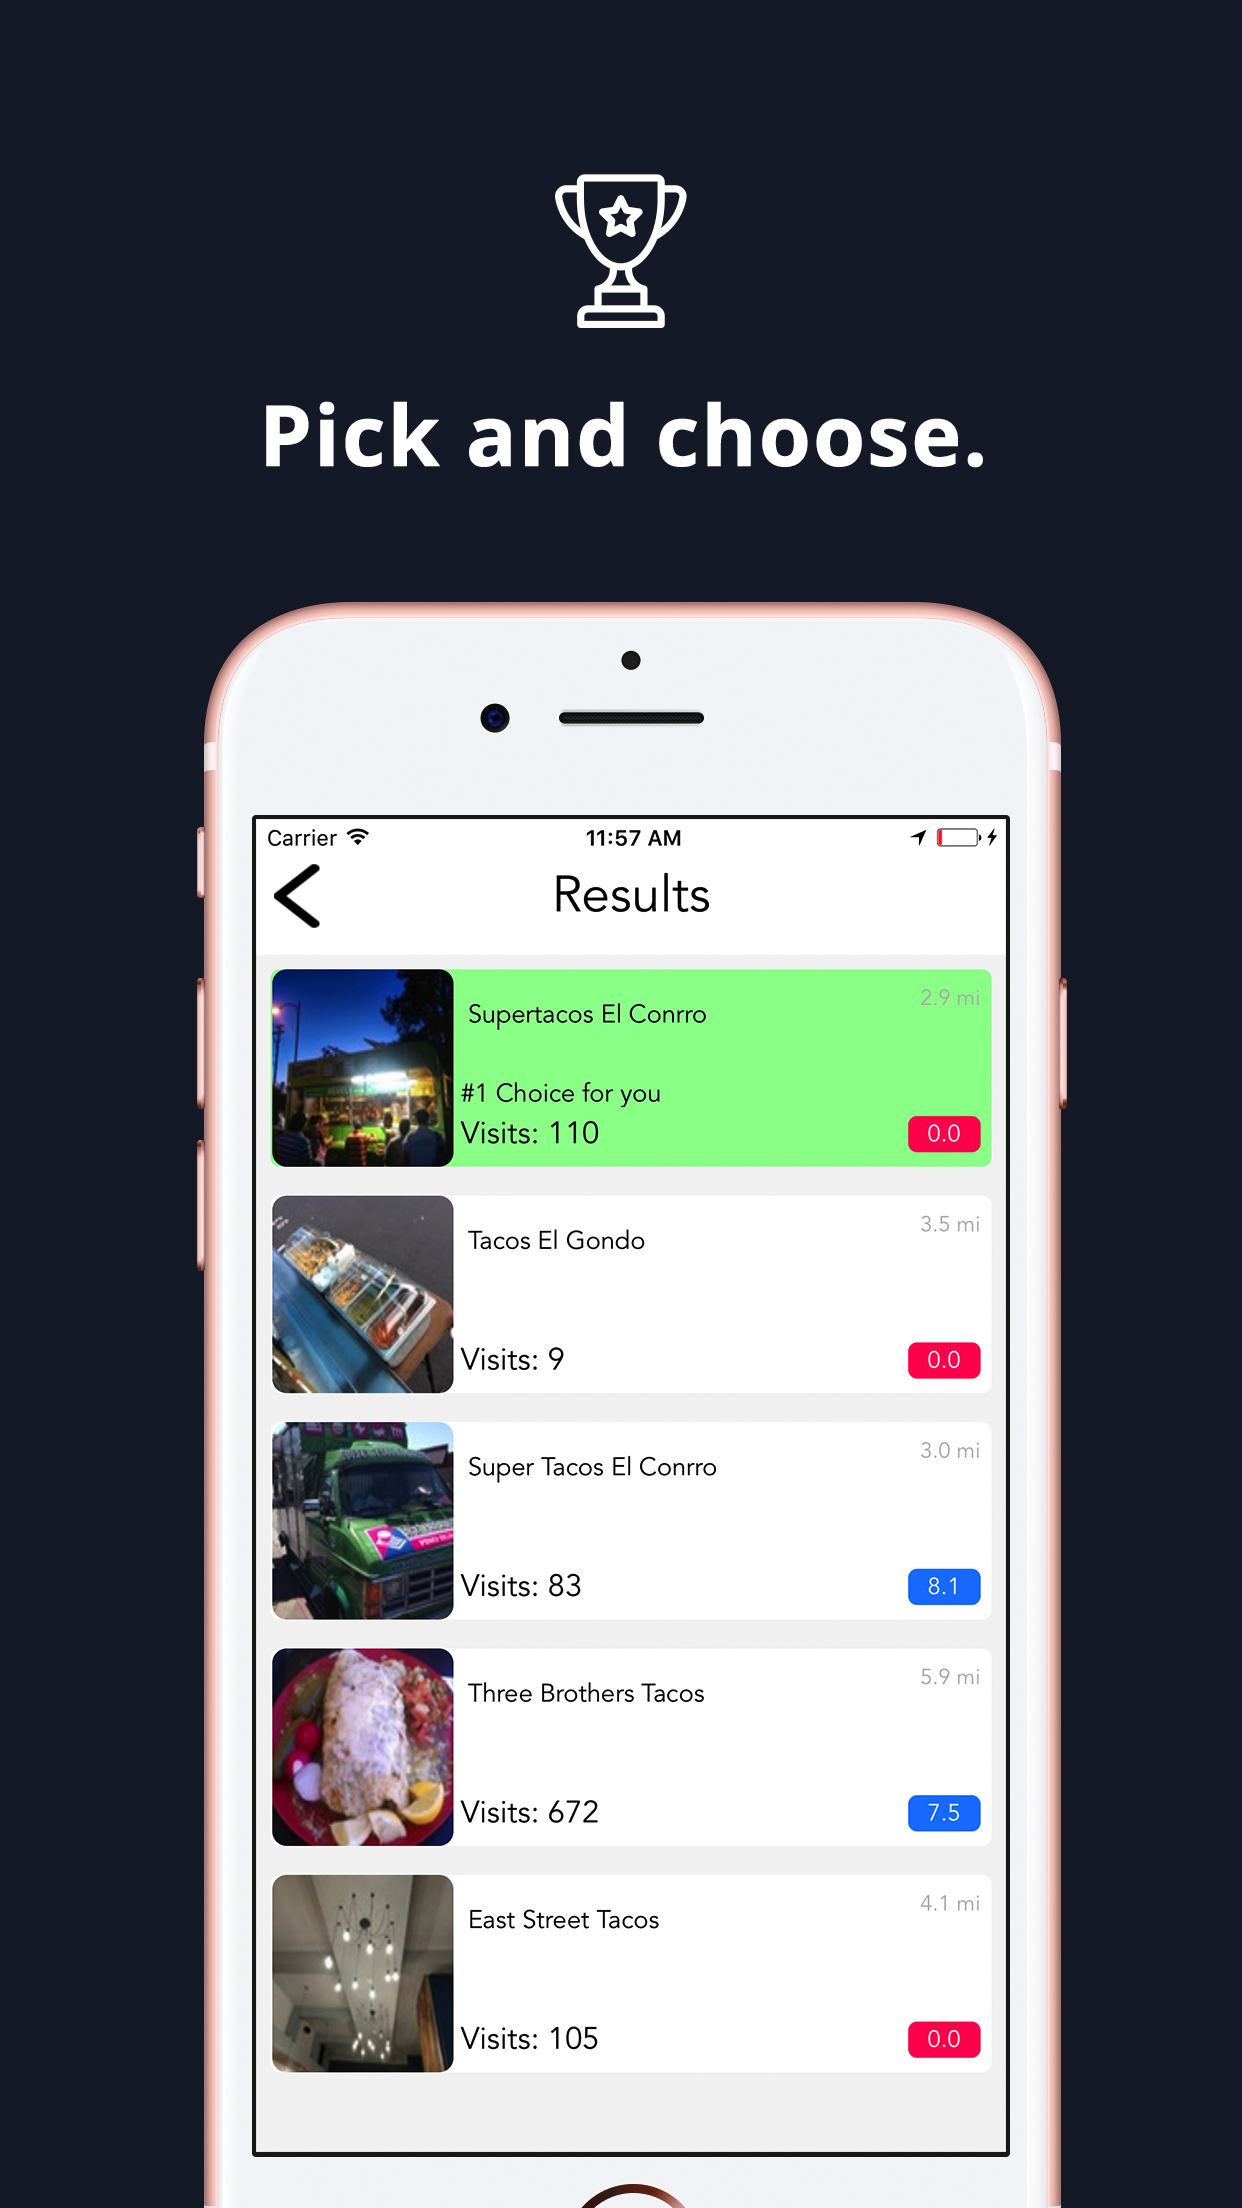 Pick and choose.
Carrier 11:57 AM
Results
Supertacos El Conrro 2.9 mi
#1 Choice for you
Visits: 110 0.0
Tacos El Gondo 3.5 mi
Visits: 9 0.0
Super Tacos El Conrro 3.0 mi
Visits: 83 8.1
Three Brothers Tacos 5.9 mi
Visits: 672 7.5
East Street Tacos 4.1 mi
Visits: 105 0.0